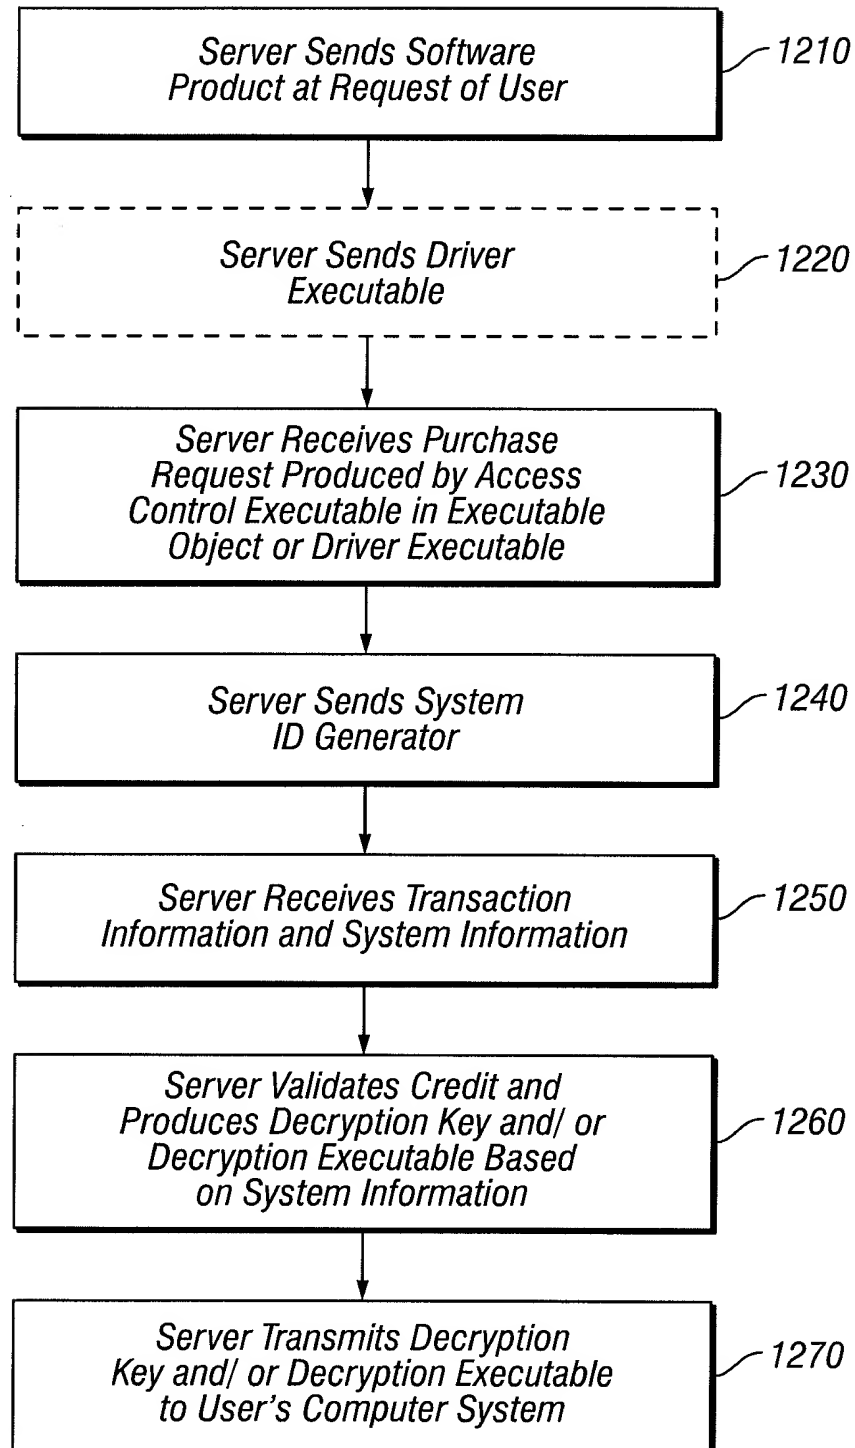 Server Sends Software
Product at Request of User
1210
Server Sends Driver
Executable
1220
Server Receives Purchase
Request Produced by Access
Control Executable in Executable
Object or Driver Executable
1230
Server Sends System
ID Generator
1240
Server Receives Transaction
Information and System Information
1250
Server Validates Credit and
Produces Decryption Key and/ or
Decryption Executable Based
on System Information
1260
Server Transmits Decryption
Key and/ or Decryption Executable
to User's Computer System
1270